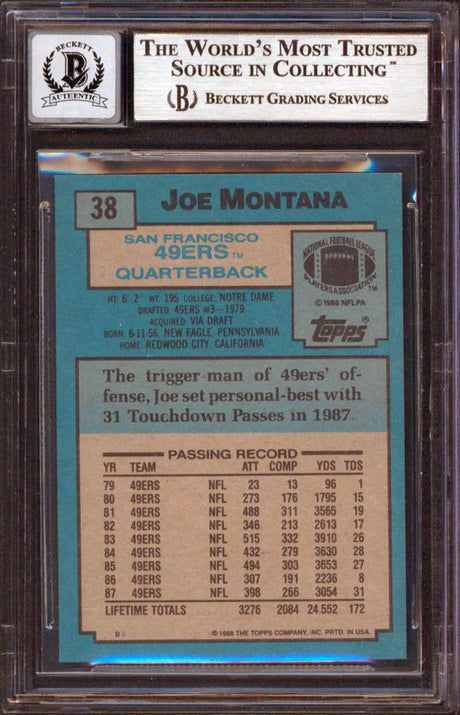 BECKETT
B
AUTHENTIC
THE WORLD'S MOST TRUSTED
SOURCE IN COLLECTING™
B BECKETT GRADING SERVICES
38 JOE MONTANA
SAN FRANCISCO
49ERS TM
QUARTERBACK
NATIONAL FOOTBALL LEAGUE
PLAYERS ASSOCIATION TM
© 1988 NFLPA
topps®
HT. 6' 2" WT. 195 COLLEGE: NOTRE DAME
DRAFTED: 49ERS #3—1979
ACQUIRED: VIA DRAFT
BORN: 6-11-56, NEW EAGLE, PENNSYLVANIA
HOME: REDWOOD CITY, CALIFORNIA
The trigger-man of 49ers' of-
fense, Joe set personal-best with
31 Touchdown Passes in 1987.
PASSING RECORD
YR TEAM ATT COMP YDS TDS
79 49ERS NFL 23 13 96 1
80 49ERS NFL 273 176 1795 15
81 49ERS NFL 488 311 3565 19
82 49ERS NFL 346 213 2613 17
83 49ERS NFL 515 332 3910 26
84 49ERS NFL 432 279 3630 28
85 49ERS NFL 494 303 3653 27
86 49ERS NFL 307 191 2236 8
87 49ERS NFL 398 266 3054 31
LIFETIME TOTALS 3276 2084 24,552 172
B
© 1988 THE TOPPS COMPANY, INC. PRTD. IN U.S.A.